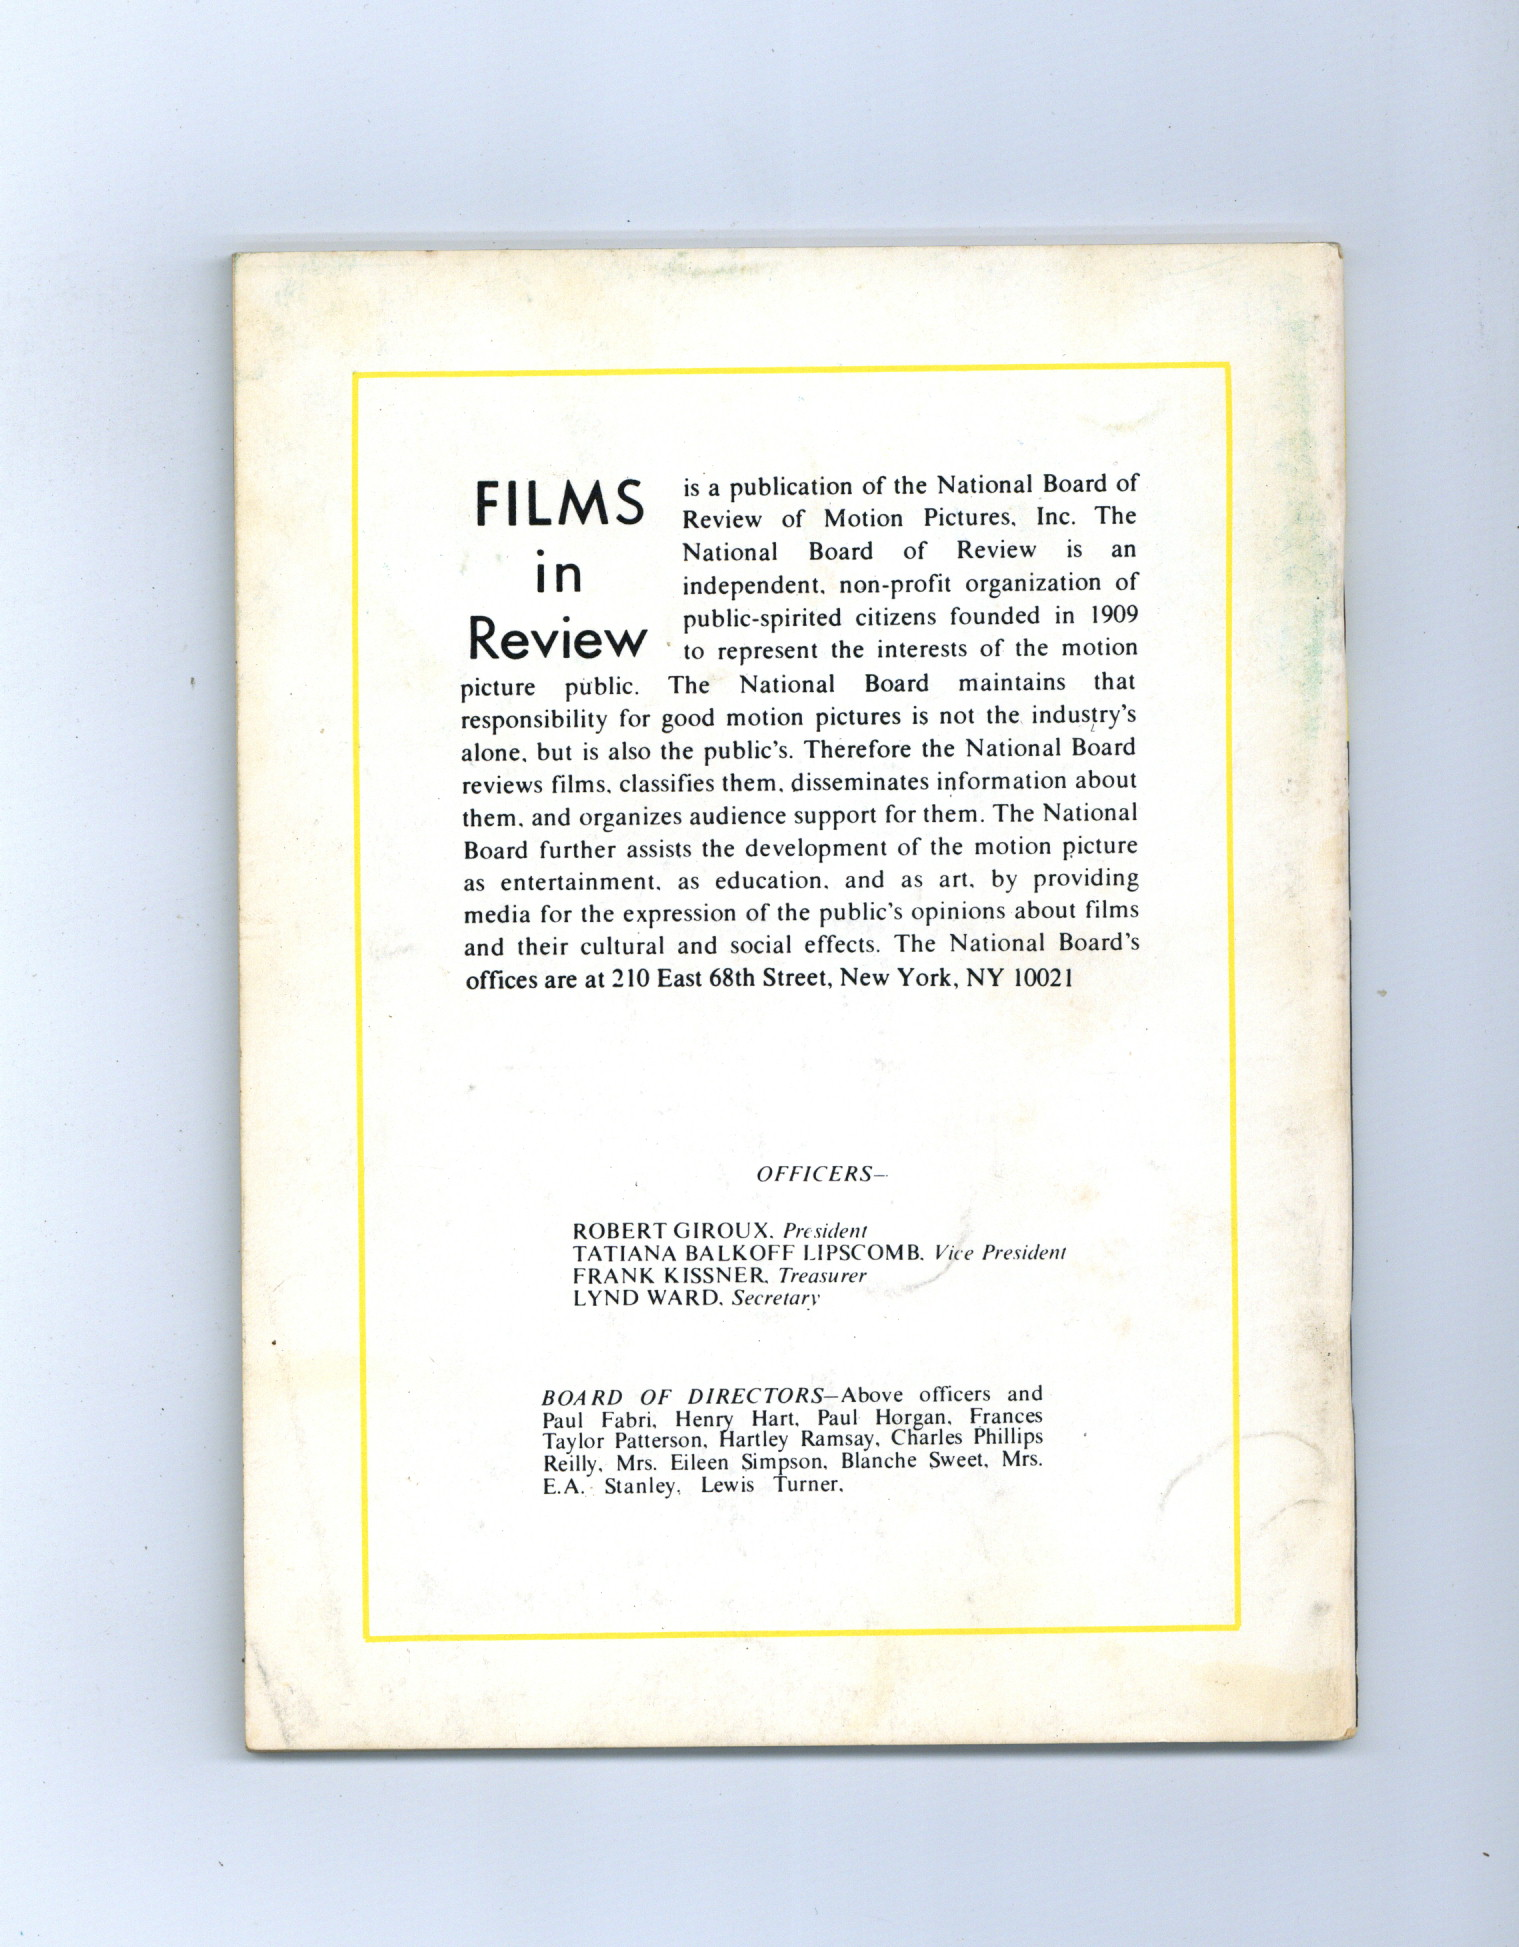 FILMS
in
Review
is a publication of the National Board of
Review of Motion Pictures, Inc. The
National Board of Review is an
independent, non-profit organization of
public-spirited citizens founded in 1909
to represent the interests of the motion
picture public. The National Board maintains that
responsibility for good motion pictures is not the industry's
alone, but is also the public's. Therefore the National Board
reviews films, classifies them, disseminates information about
them, and organizes audience support for them. The National
Board further assists the development of the motion picture
as entertainment, as education, and as art, by providing
media for the expression of the public's opinions about films
and their cultural and social effects. The National Board's
offices are at 210 East 68th Street, New York, NY 10021
OFFICERS—
ROBERT GIROUX, President
TATIANA BALKOFF LIPSCOMB, Vice President
FRANK KISSNER, Treasurer
LYND WARD, Secretary
BOARD OF DIRECTORS—Above officers and
Paul Fabri, Henry Hart, Paul Horgan, Frances
Taylor Patterson, Hartley Ramsay, Charles Phillips
Reilly, Mrs. Eileen Simpson, Blanche Sweet, Mrs.
E.A. Stanley, Lewis Turner.